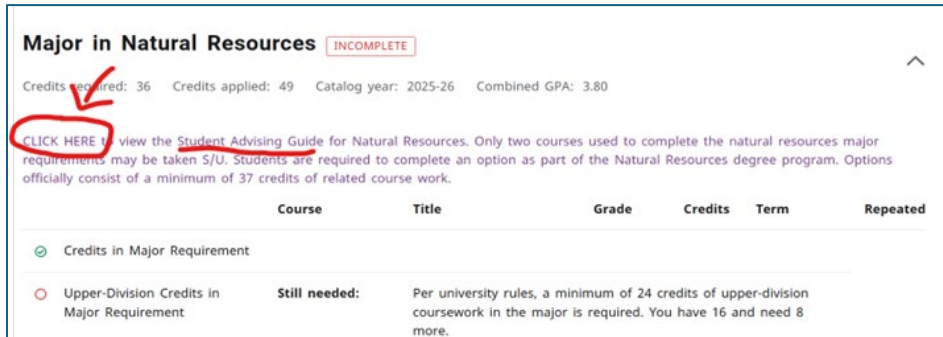 Major in Natural Resources INCOMPLETE
Credits required: 36 Credits applied: 49 Catalog year: 2025-26 Combined GPA: 3.80
CLICK HERE to view the Student Advising Guide for Natural Resources. Only two courses used to complete the natural resources major
requirements may be taken S/U. Students are required to complete an option as part of the Natural Resources degree program. Options
officially consist of a minimum of 37 credits of related course work.
Course Title Grade Credits Term Repeated
Credits in Major Requirement
Upper-Division Credits in Still needed: Per university rules, a minimum of 24 credits of upper-division
Major Requirement coursework in the major is required. You have 16 and need 8
more.